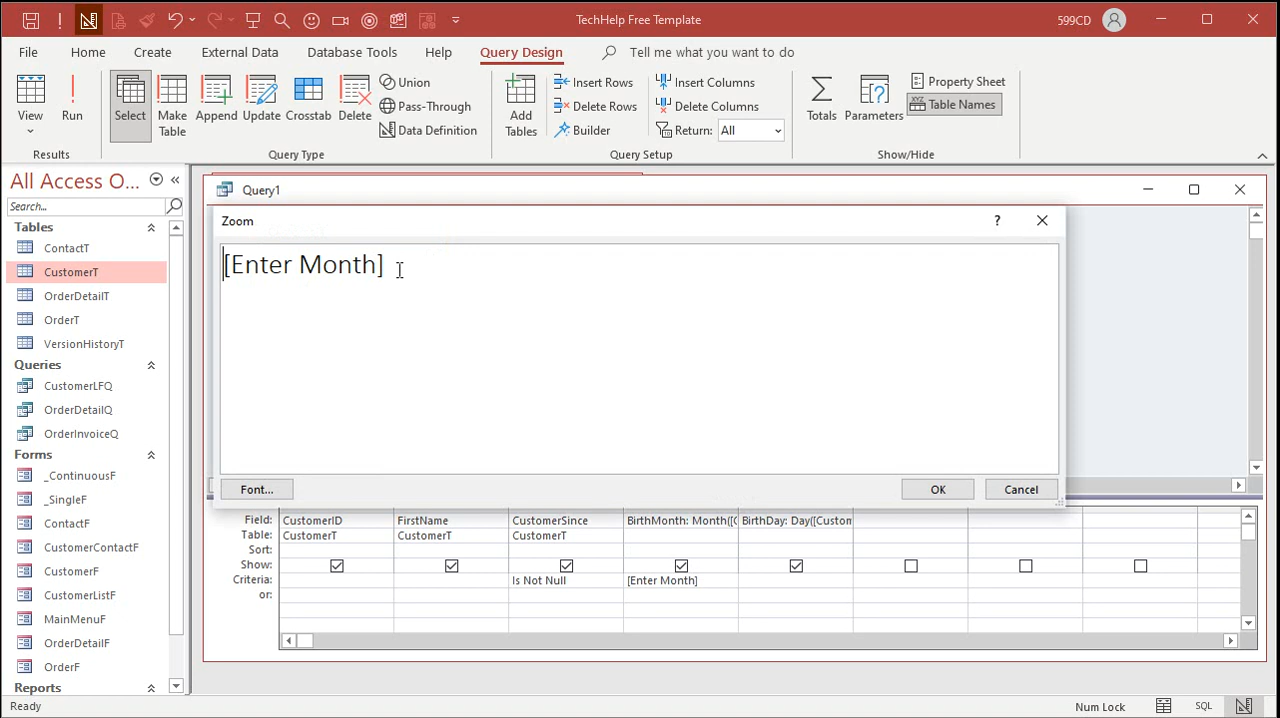 TechHelp Free Template
599CD
File Home Create External Data Database Tools Help Query Design Tell me what you want to do
View
Run
Results
Select
Make Table
Append
Update
Crosstab
Delete
Union
Pass-Through
Data Definition
Query Type
Add Tables
Insert Rows
Delete Rows
Builder
Insert Columns
Delete Columns
Return: All
Query Setup
Totals
Parameters
Property Sheet
XYZ Table Names
Show/Hide
All Access O...
Search...
Tables
ContactT
CustomerT
OrderDetailT
OrderT
VersionHistoryT
Queries
CustomerLFQ
OrderDetailQ
OrderInvoiceQ
Forms
_ContinuousF
_SingleF
ContactF
CustomerContactF
CustomerF
CustomerListF
MainMenuF
OrderDetailF
OrderF
Reports
Query1
Zoom
[Enter Month]
Font...
OK
Cancel
Field: CustomerID FirstName CustomerSince BirthMonth: Month([C BirthDay: Day([Custom
Table: CustomerT CustomerT CustomerT
Sort:
Show:
Criteria: Is Not Null [Enter Month]
or:
Ready
Num Lock
SQL